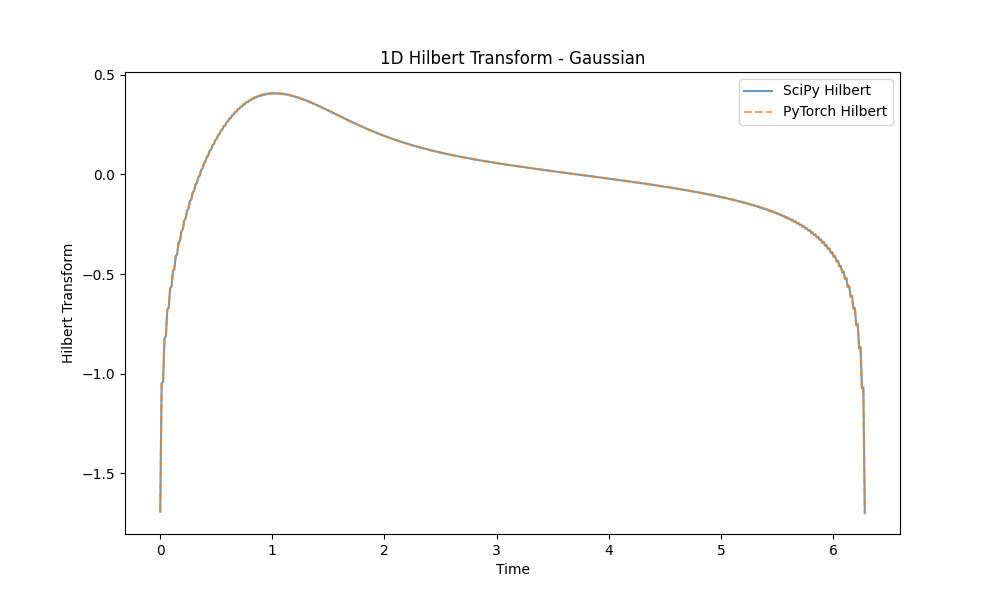 1D Hilbert Transform - Gaussian
SciPy Hilbert
PyTorch Hilbert
Hilbert Transform
0.5
0.0
−0.5
−1.0
−1.5
0 1 2 3 4 5 6
Time